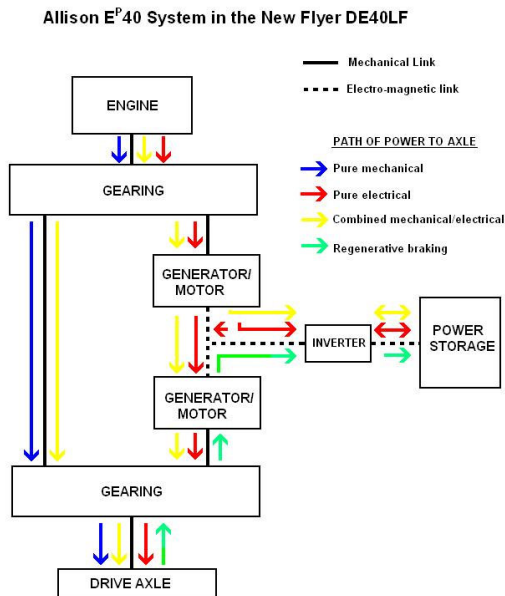 Allison E^P40 System in the New Flyer DE40LF
Mechanical Link
Electro-magnetic link
ENGINE
PATH OF POWER TO AXLE
Pure mechanical
Pure electrical
Combined mechanical/electrical
Regenerative braking
GEARING
GENERATOR/
MOTOR
INVERTER
POWER
STORAGE
GENERATOR/
MOTOR
GEARING
DRIVE AXLE